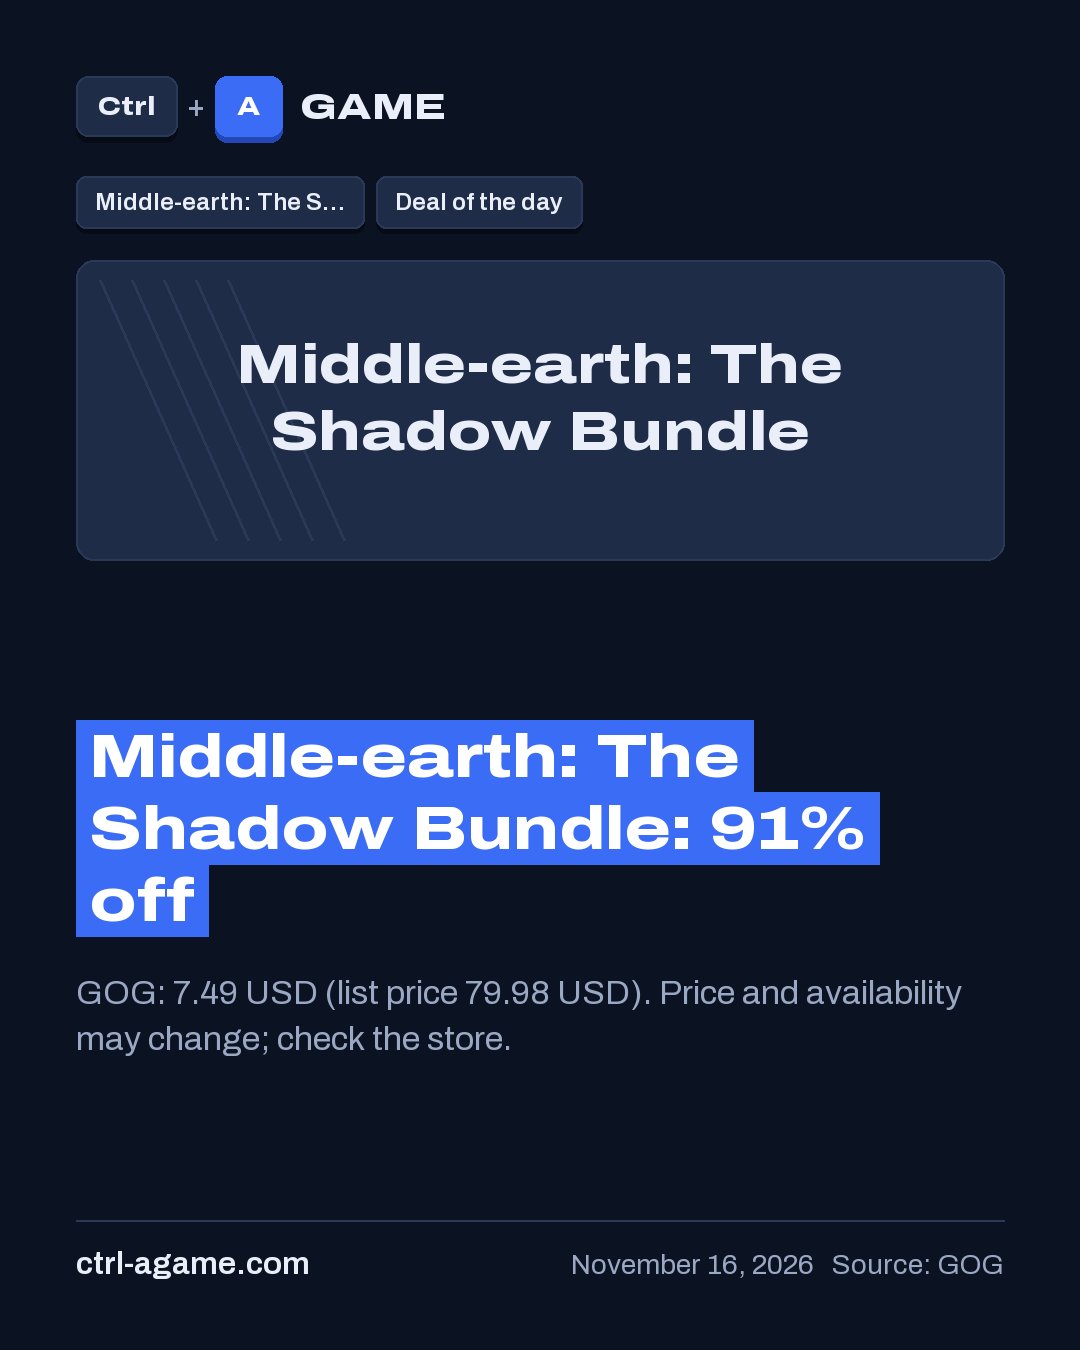 Ctrl + A GAME
Middle-earth: The S...
Deal of the day
Middle-earth: The
Shadow Bundle
Middle-earth: The
Shadow Bundle: 91%
off
GOG: 7.49 USD (list price 79.98 USD). Price and availability
may change; check the store.
ctrl-agame.com
November 16, 2026 Source: GOG